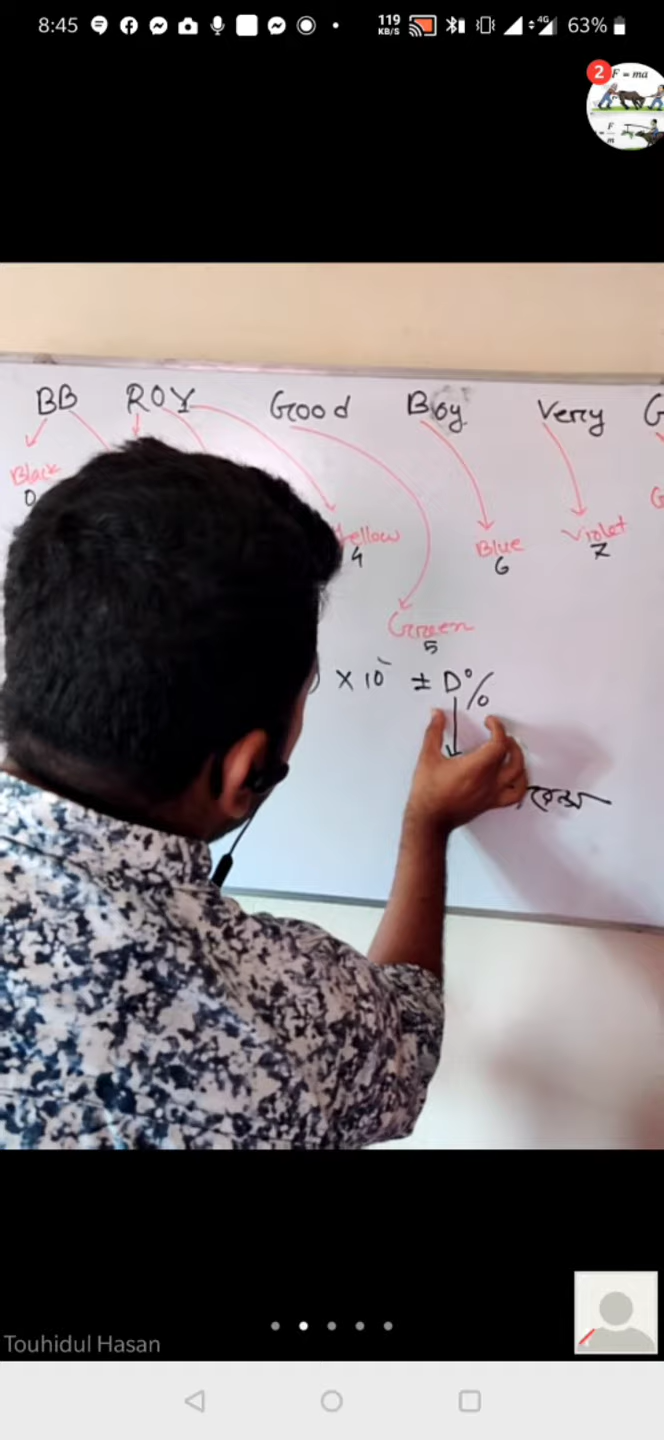 8:45
119 KB/S
4G
63%
2
F = ma
F
m
BB ROY Good Boy Very G
Black
0
Yellow
4
Blue
6
Violet
7
G
Green
5
) × 10 ± D%
Touhidul Hasan